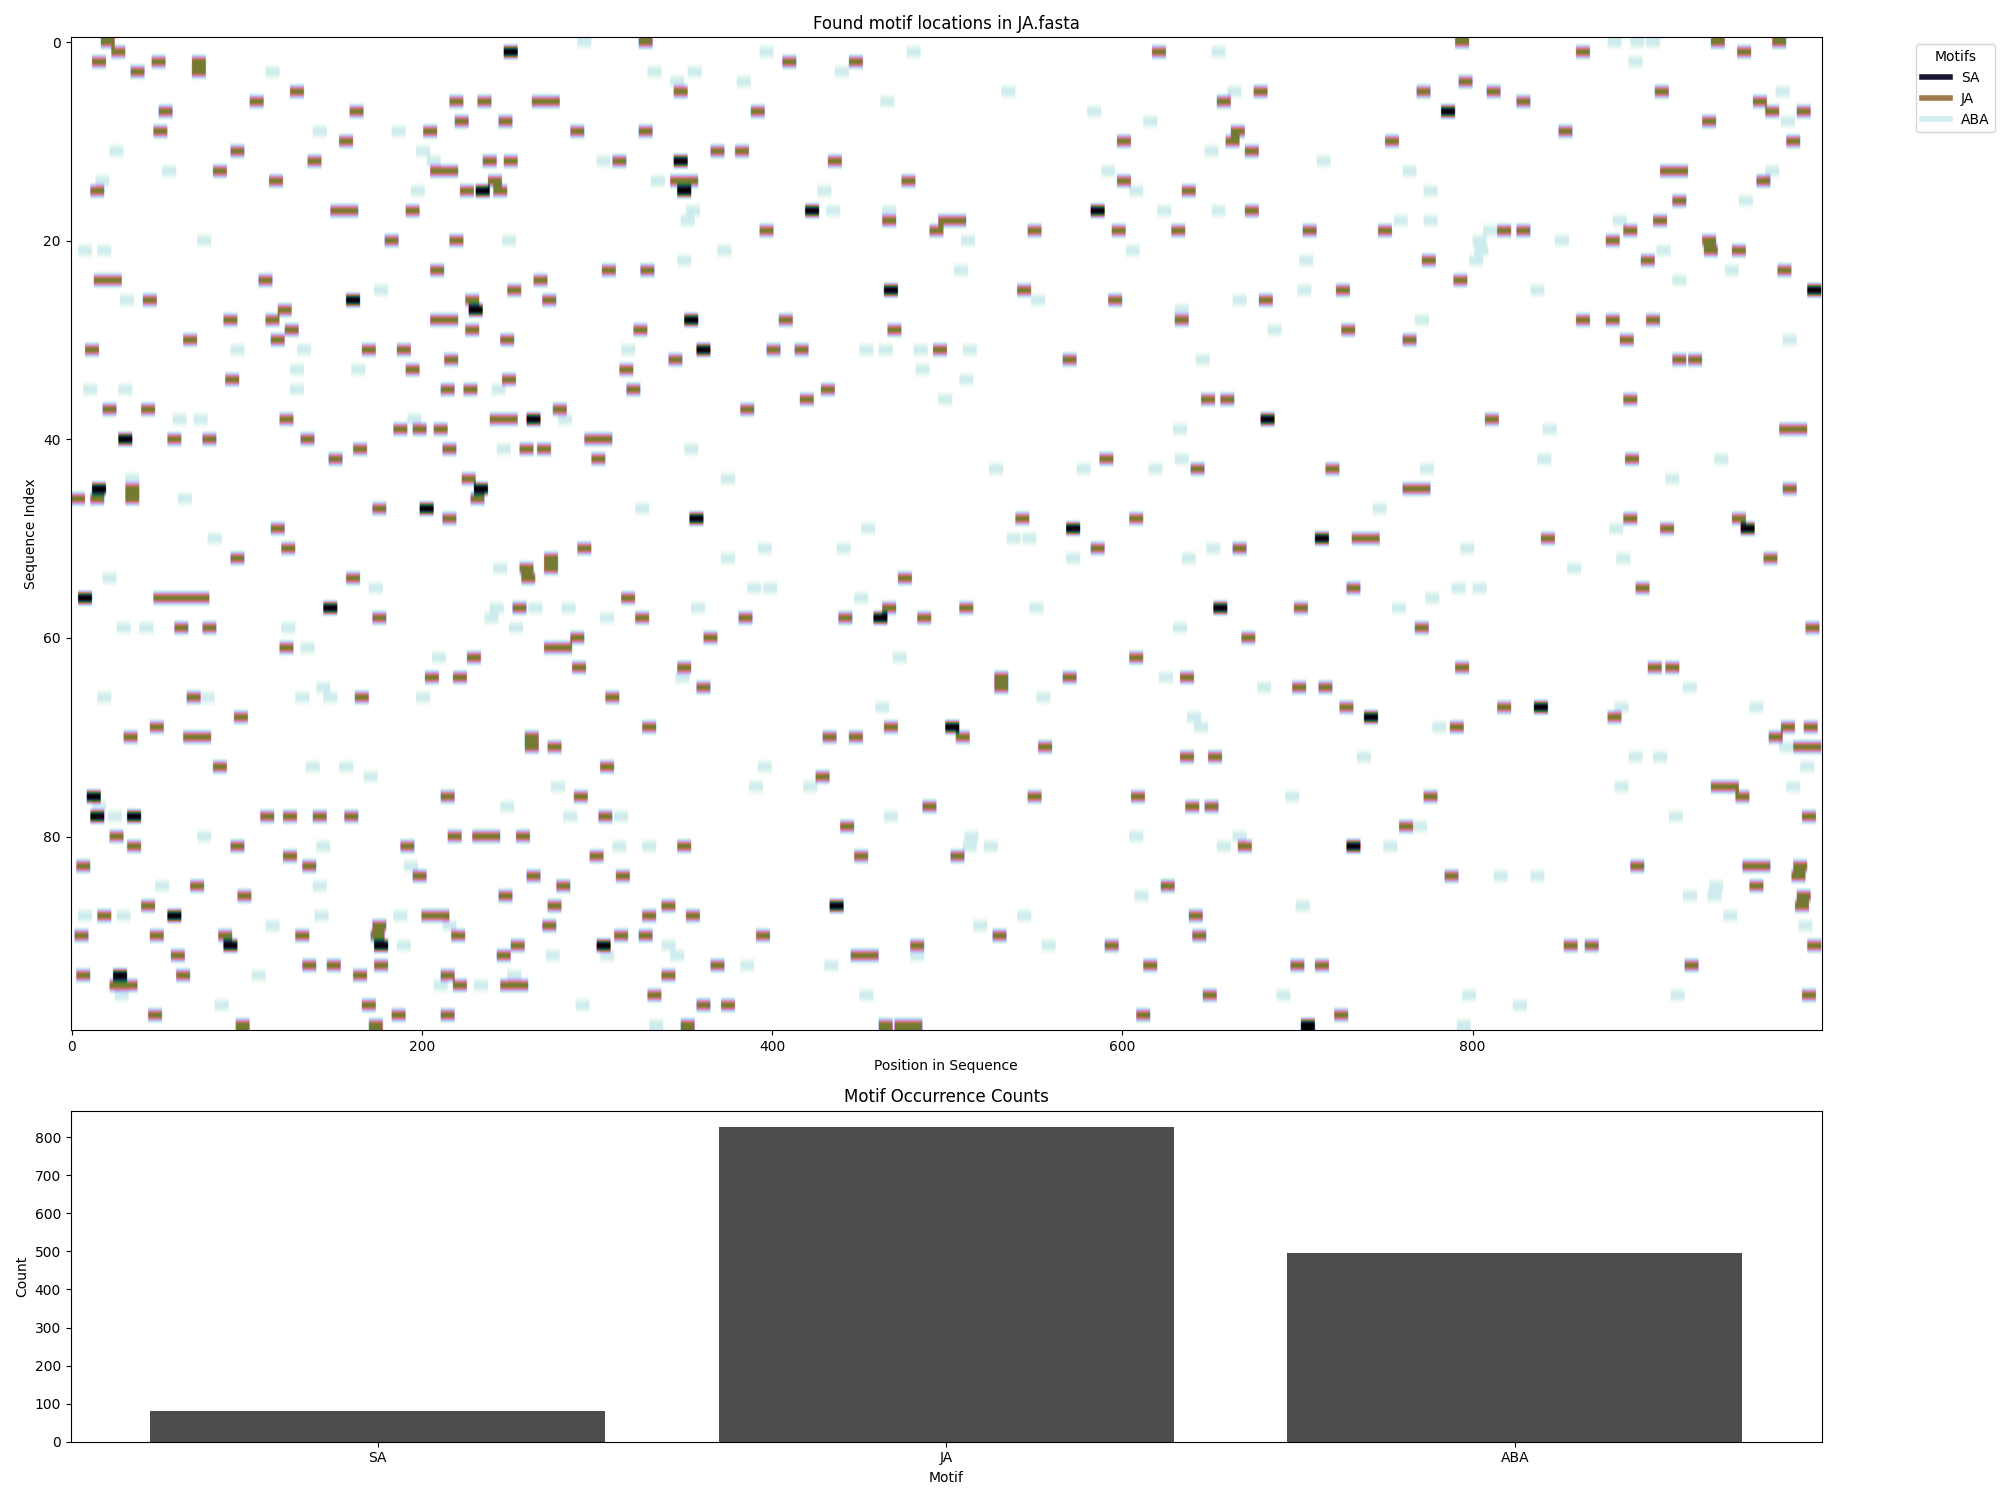 Found motif locations in JA.fasta
Motifs
SA
JA
ABA
0
20
40
60
80
Sequence Index
0
200
400
600
800
Position in Sequence
Motif Occurrence Counts
800
700
600
500
400
300
200
100
0
Count
SA
JA
ABA
Motif